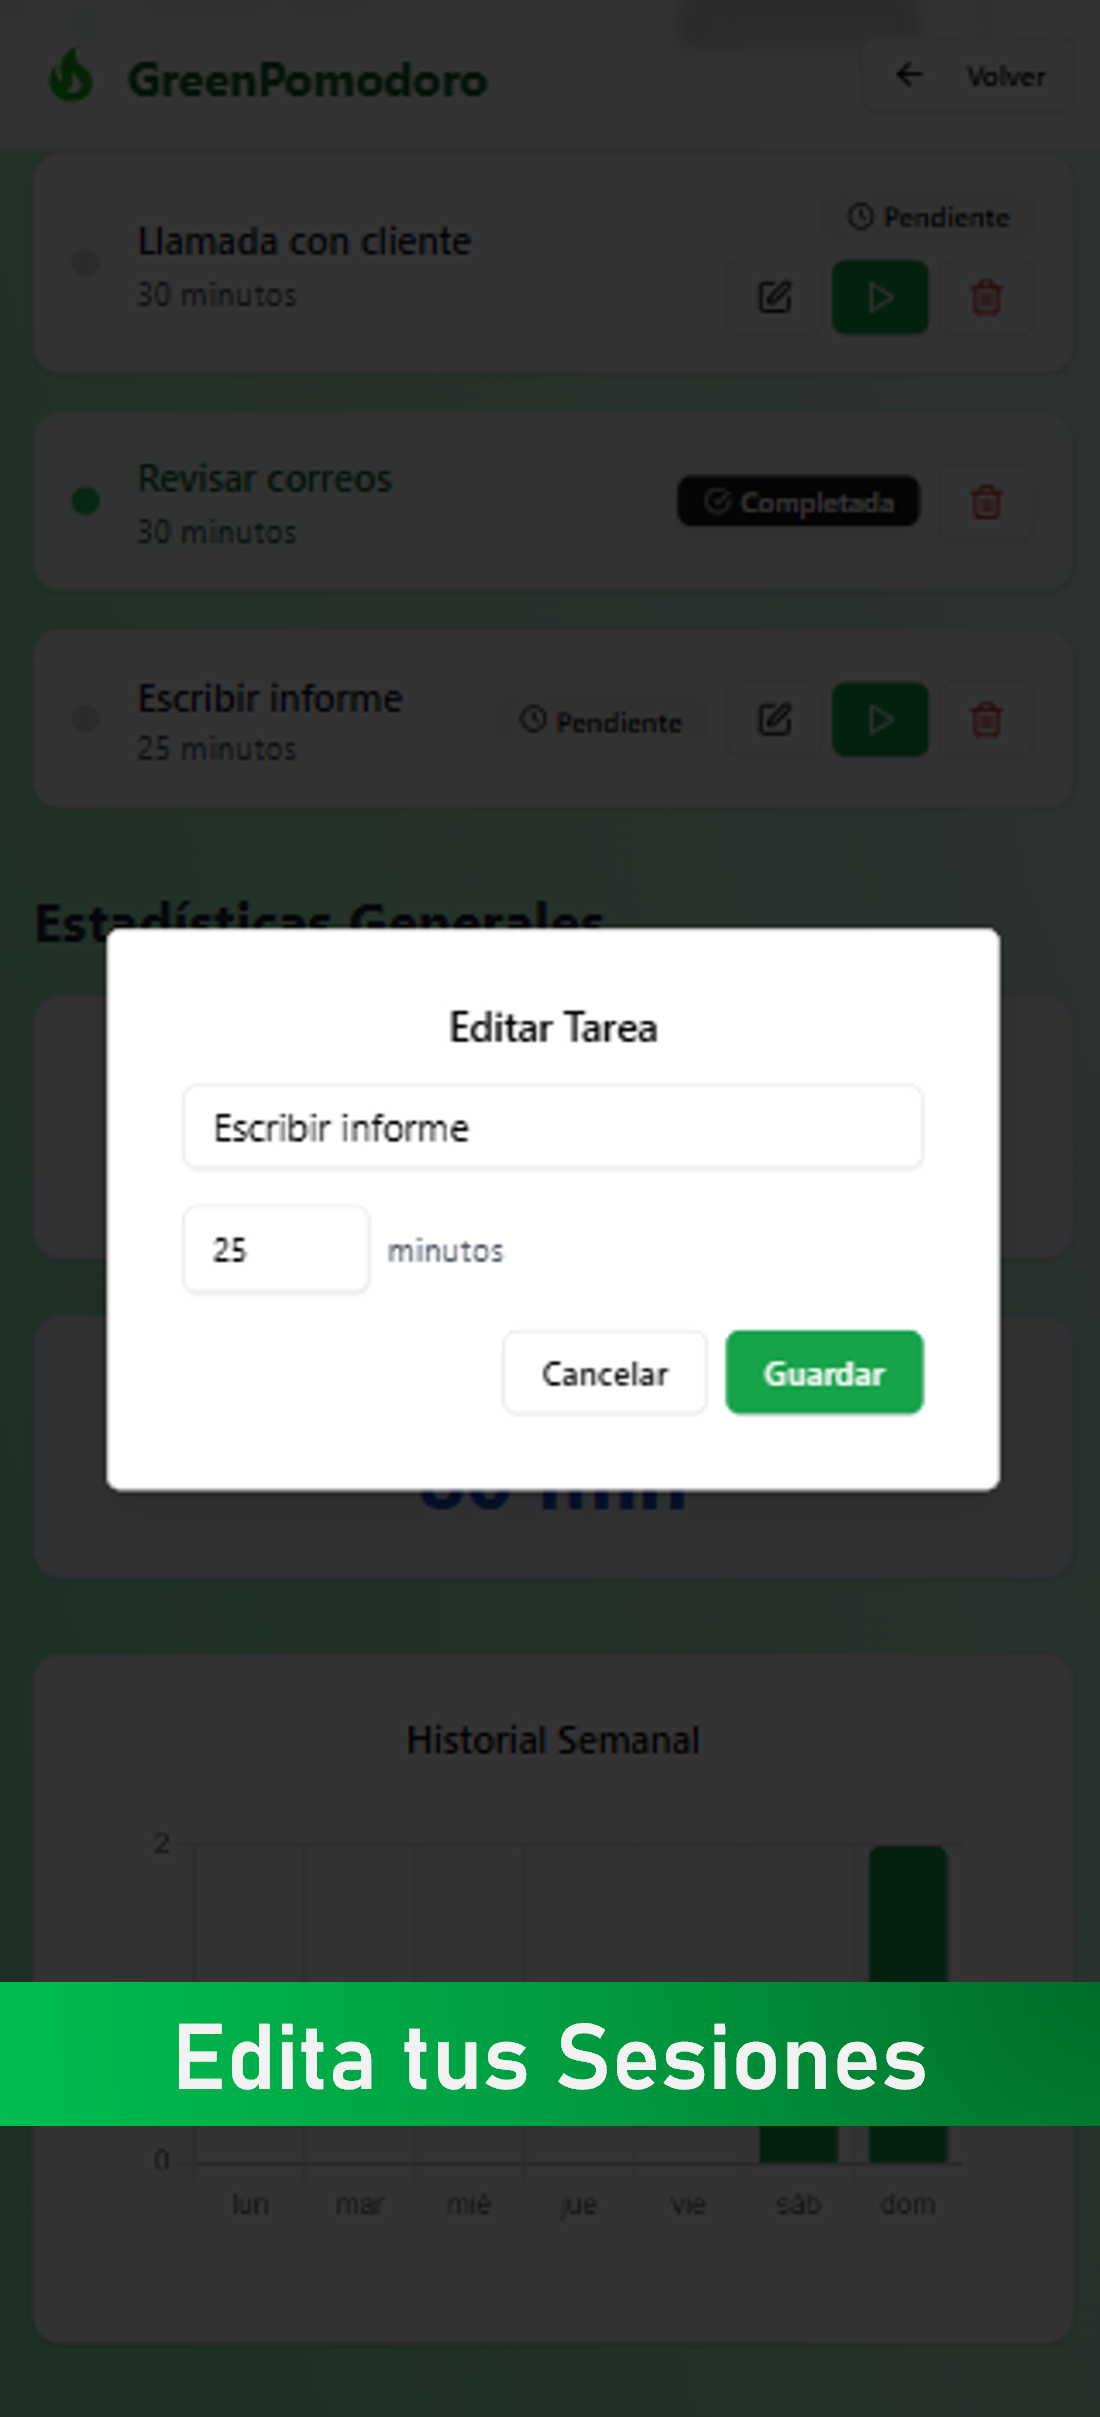 GreenPomodoro
Volver
Llamada con cliente
30 minutos
Pendiente
Revisar correos
30 minutos
Completada
Escribir informe
25 minutos
Pendiente
Estadísticas Generales
Editar Tarea
Escribir informe
25 minutos
Cancelar
Guardar
min
Historial Semanal
2
Edita tus Sesiones
0
lun mar mié jue vie sáb dom